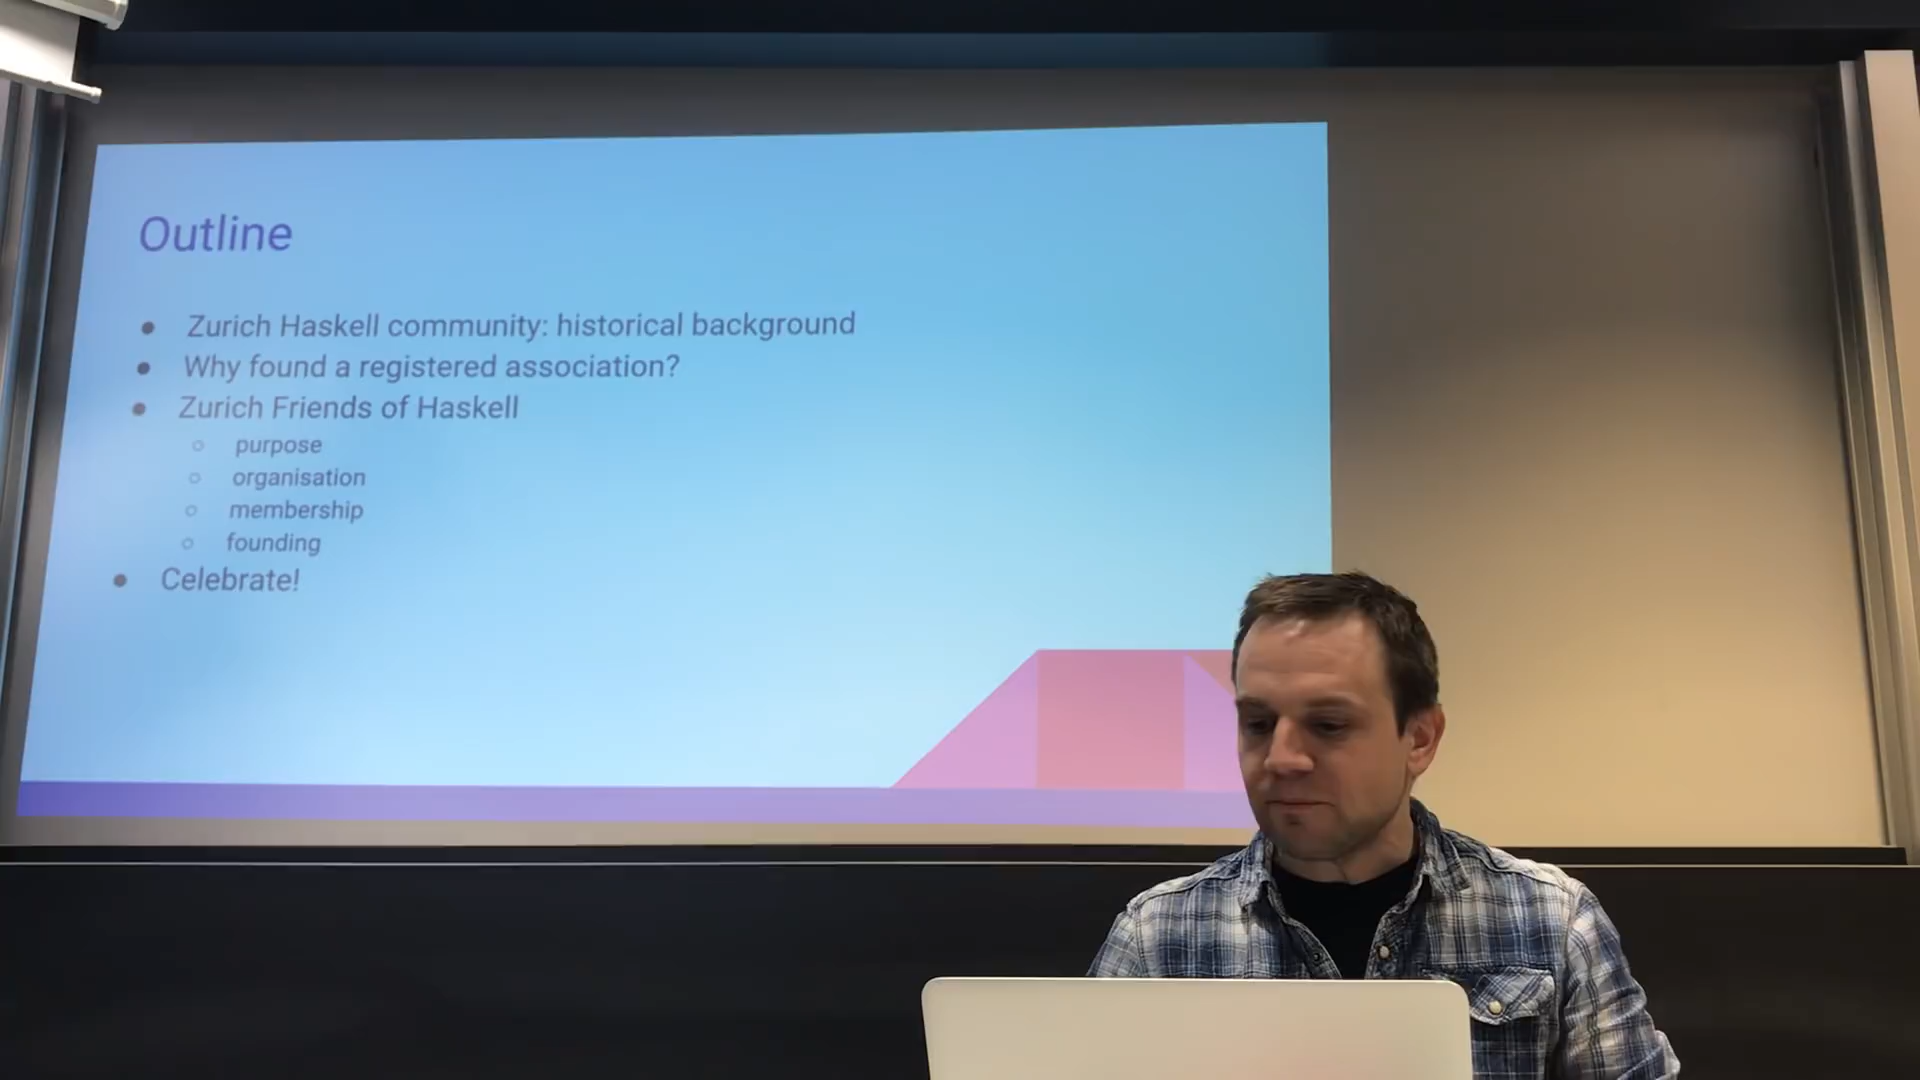 Outline
● Zurich Haskell community: historical background
● Why found a registered association?
● Zurich Friends of Haskell
○ purpose
○ organisation
○ membership
○ founding
● Celebrate!